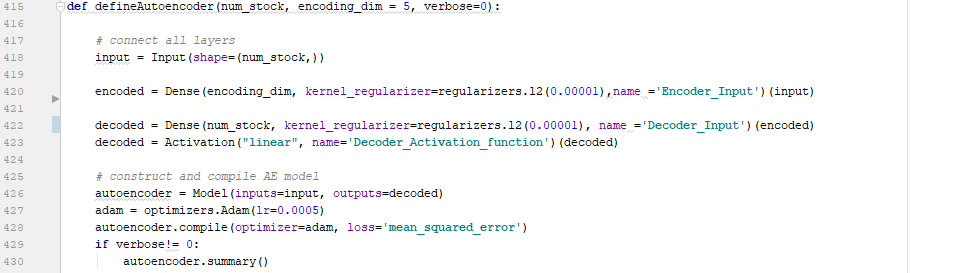 415 def defineAutoencoder(num_stock, encoding_dim = 5, verbose=0):
416
417     # connect all layers
418     input = Input(shape=(num_stock,))
419
420     encoded = Dense(encoding_dim, kernel_regularizer=regularizers.l2(0.00001),name ='Encoder_Input')(input)
421
422     decoded = Dense(num_stock, kernel_regularizer=regularizers.l2(0.00001), name ='Decoder_Input')(encoded)
423     decoded = Activation("linear", name='Decoder_Activation_function')(decoded)
424
425     # construct and compile AE model
426     autoencoder = Model(inputs=input, outputs=decoded)
427     adam = optimizers.Adam(lr=0.0005)
428     autoencoder.compile(optimizer=adam, loss='mean_squared_error')
429     if verbose!= 0:
430         autoencoder.summary()